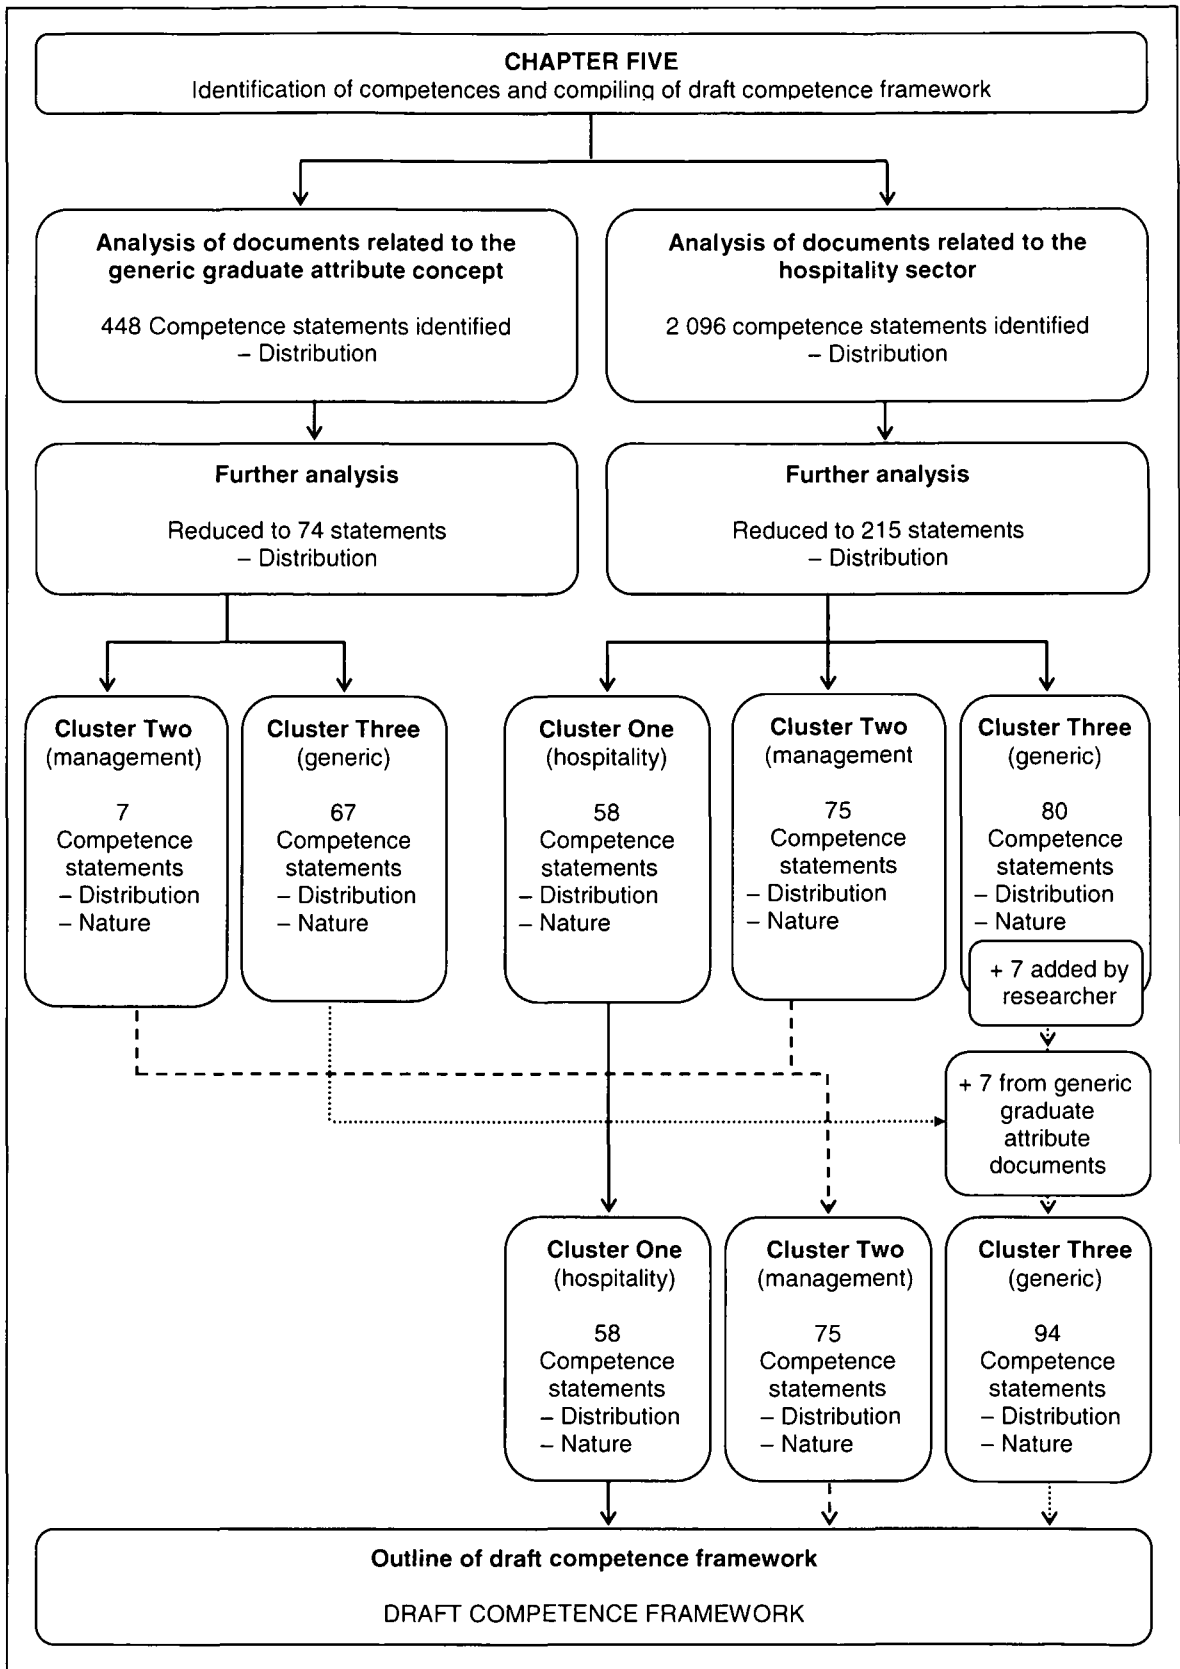 CHAPTER FIVE
Identification of competences and compiling of draft competence framework
Analysis of documents related to the
generic graduate attribute concept
448 Competence statements identified
– Distribution
Analysis of documents related to the
hospitality sector
2 096 competence statements identified
– Distribution
Further analysis
Reduced to 74 statements
– Distribution
Further analysis
Reduced to 215 statements
– Distribution
Cluster Two
(management)
7
Competence
statements
– Distribution
– Nature
Cluster Three
(generic)
67
Competence
statements
– Distribution
– Nature
Cluster One
(hospitality)
58
Competence
statements
– Distribution
– Nature
Cluster Two
(management
75
Competence
statements
– Distribution
– Nature
Cluster Three
(generic)
80
Competence
statements
– Distribution
– Nature
+ 7 added by
researcher
+ 7 from generic
graduate
attribute
documents
Cluster One
(hospitality)
58
Competence
statements
– Distribution
– Nature
Cluster Two
(management)
75
Competence
statements
– Distribution
– Nature
Cluster Three
(generic)
94
Competence
statements
– Distribution
– Nature
Outline of draft competence framework
DRAFT COMPETENCE FRAMEWORK